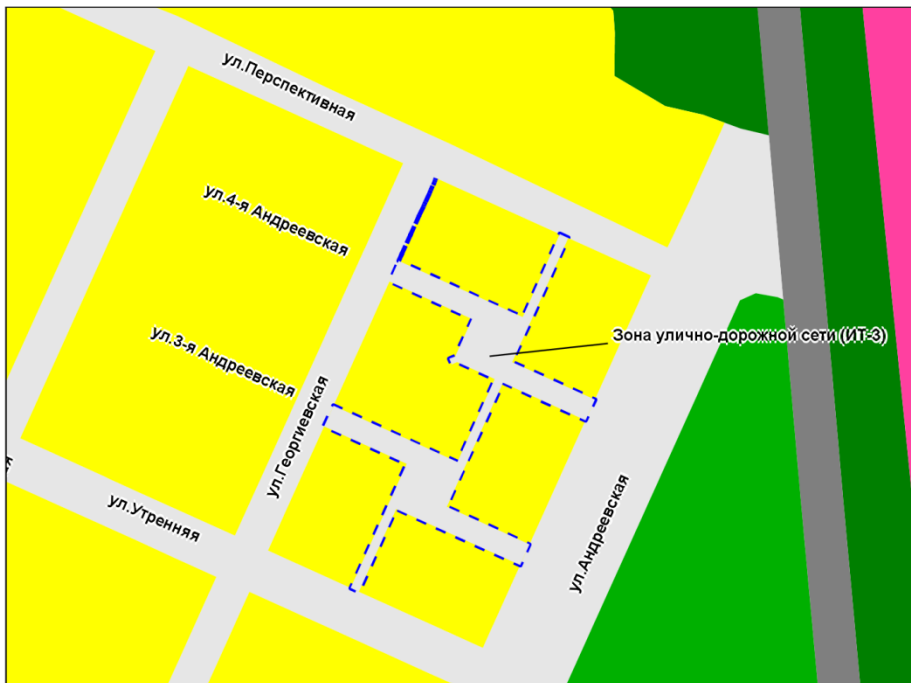 ул.Перспективная
ул.4-я Андреевская
ул.3-я Андреевская
Зона улично-дорожной сети (ИТ-3)
ул.Георгиевская
ул.Утренняя
ул.Андреевская